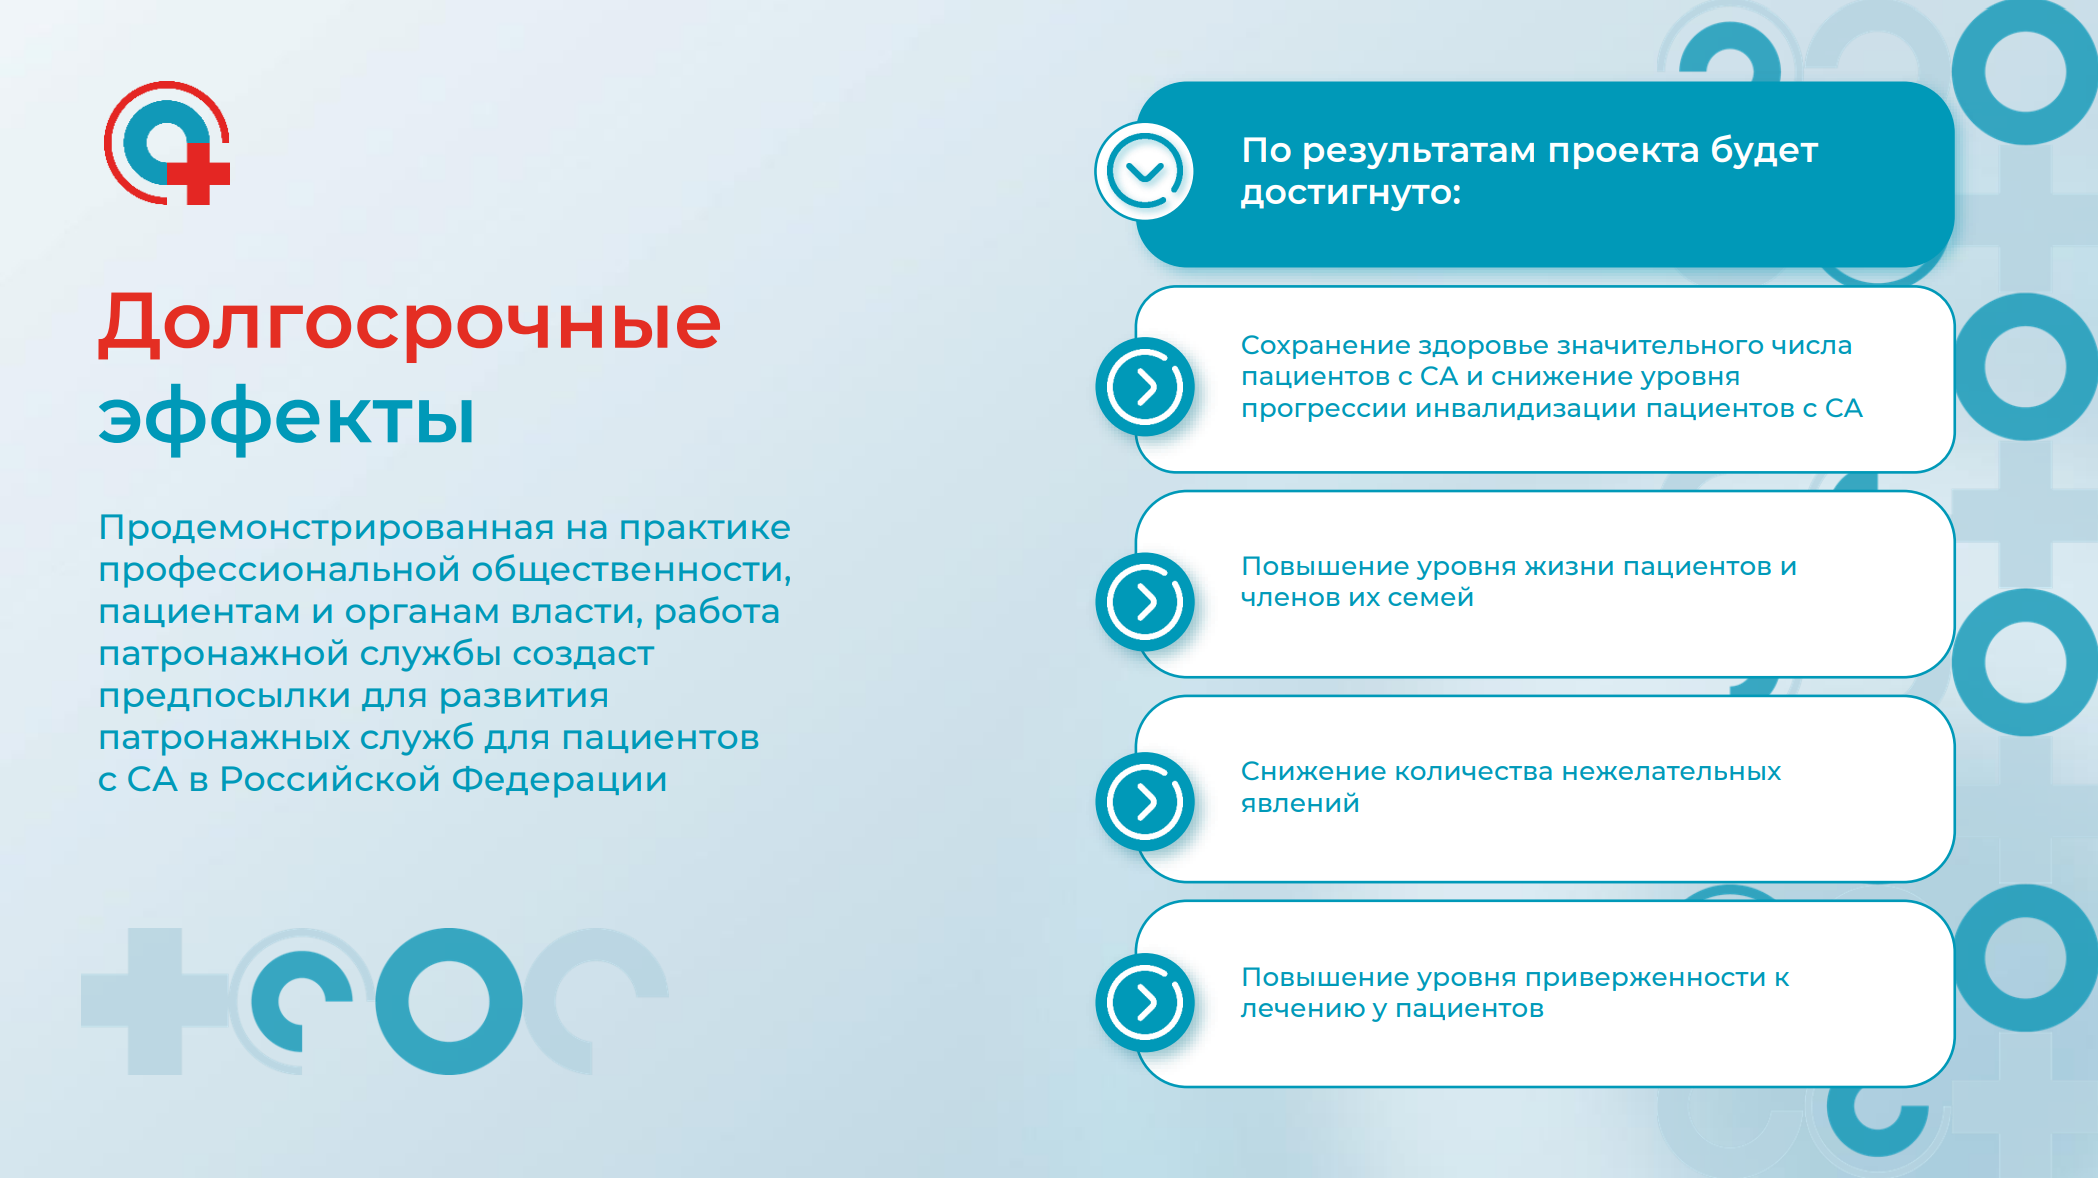 Долгосрочные
эффекты
Продемонстрированная на практике
профессиональной общественности,
пациентам и органам власти, работа
патронажной службы создаст
предпосылки для развития
патронажных служб для пациентов
с СА в Российской Федерации
По результатам проекта будет
достигнуто:
Сохранение здоровье значительного числа
пациентов с СА и снижение уровня
прогрессии инвалидизации пациентов с СА
Повышение уровня жизни пациентов и
членов их семей
Снижение количества нежелательных
явлений
Повышение уровня приверженности к
лечению у пациентов